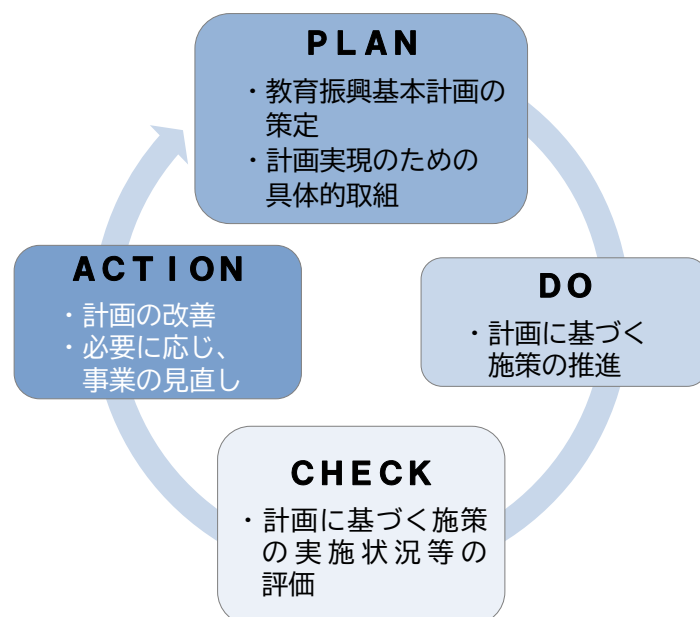 PLAN
・教育振興基本計画の
策定
・計画実現のための
具体的取組
DO
・計画に基づく
施策の推進
CHECK
・計画に基づく施策
の実施状況等の
評価
ACTION
・計画の改善
・必要に応じ、
事業の見直し